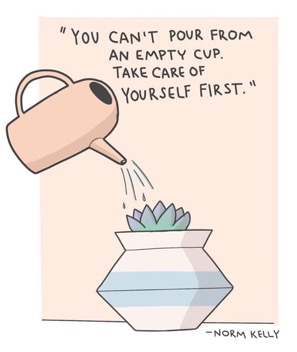 "YOU CAN'T POUR FROM
AN EMPTY CUP.
TAKE CARE OF
YOURSELF FIRST."
-NORM KELLY